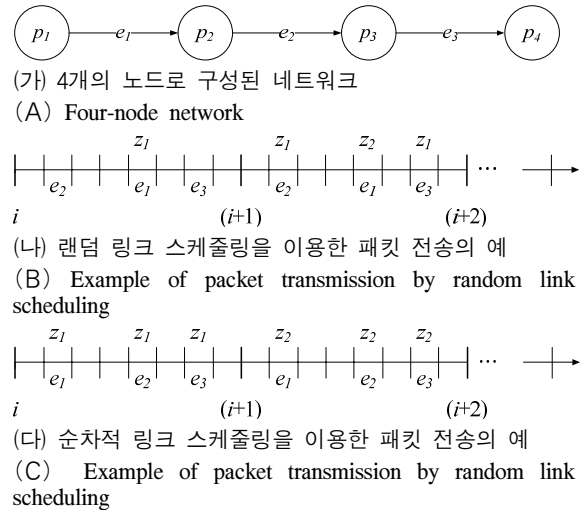 p1 e1 p2 e2 p3 e3 p4
(가) 4개의 노드로 구성된 네트워크
(A) Four-node network
z1 z1 z2 z1
e2 e1 e3 e2 e1 e3 ...
i (i+1) (i+2)
(나) 랜덤 링크 스케줄링을 이용한 패킷 전송의 예
(B) Example of packet transmission by random link
scheduling
z1 z1 z1 z2 z2 z2
e1 e2 e3 e1 e2 e3 ...
i (i+1) (i+2)
(다) 순차적 링크 스케줄링을 이용한 패킷 전송의 예
(C) Example of packet transmission by random link
scheduling